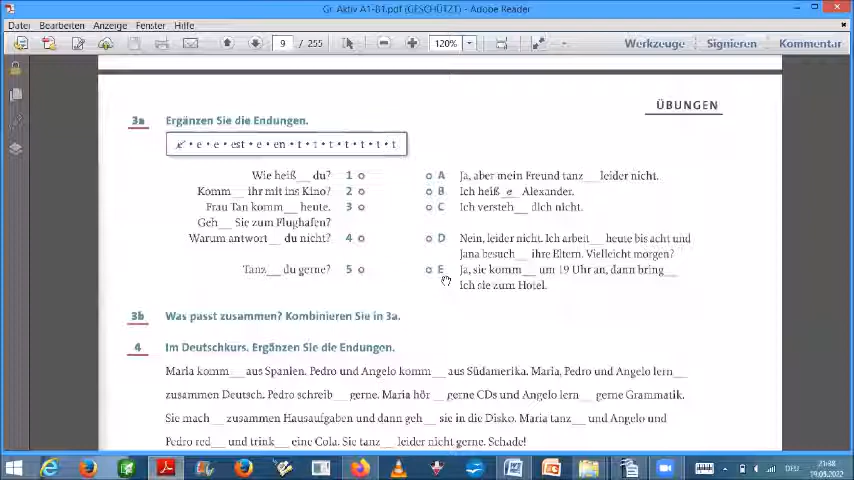 Gr. Aktiv A1-B1.pdf (GESCHÜTZT) - Adobe Reader
Datei Bearbeiten Anzeige Fenster Hilfe
9 / 255 120% Werkzeuge Signieren Kommentar
ÜBUNGEN
3a Ergänzen Sie die Endungen.
e • e • e • est • e • en • t • t • t • t • t • t • t
Wie heiß__ du? 1 A Ja, aber mein Freund tanz__ leider nicht.
Komm__ ihr mit ins Kino? 2 B Ich heiß_e_ Alexander.
Frau Tan komm__ heute. 3 C Ich versteh__ dich nicht.
Geh__ Sie zum Flughafen?
Warum antwort__ du nicht? 4 D Nein, leider nicht. Ich arbeit__ heute bis acht und
Jana besuch__ ihre Eltern. Vielleicht morgen?
Tanz__ du gerne? 5 E Ja, sie komm__ um 19 Uhr an, dann bring__
ich sie zum Hotel.
3b Was passt zusammen? Kombinieren Sie in 3a.
4 Im Deutschkurs. Ergänzen Sie die Endungen.
Maria komm__ aus Spanien. Pedro und Angelo komm__ aus Südamerika. Maria, Pedro und Angelo lern__
zusammen Deutsch. Pedro schreib__ gerne. Maria hör__ gerne CDs und Angelo lern__ gerne Grammatik.
Sie mach__ zusammen Hausaufgaben und dann geh__ sie in die Disko. Maria tanz__ und Angelo und
Pedro red__ und trink__ eine Cola. Sie tanz__ leider nicht gerne. Schade!
DEU 21:38
19.03.2022